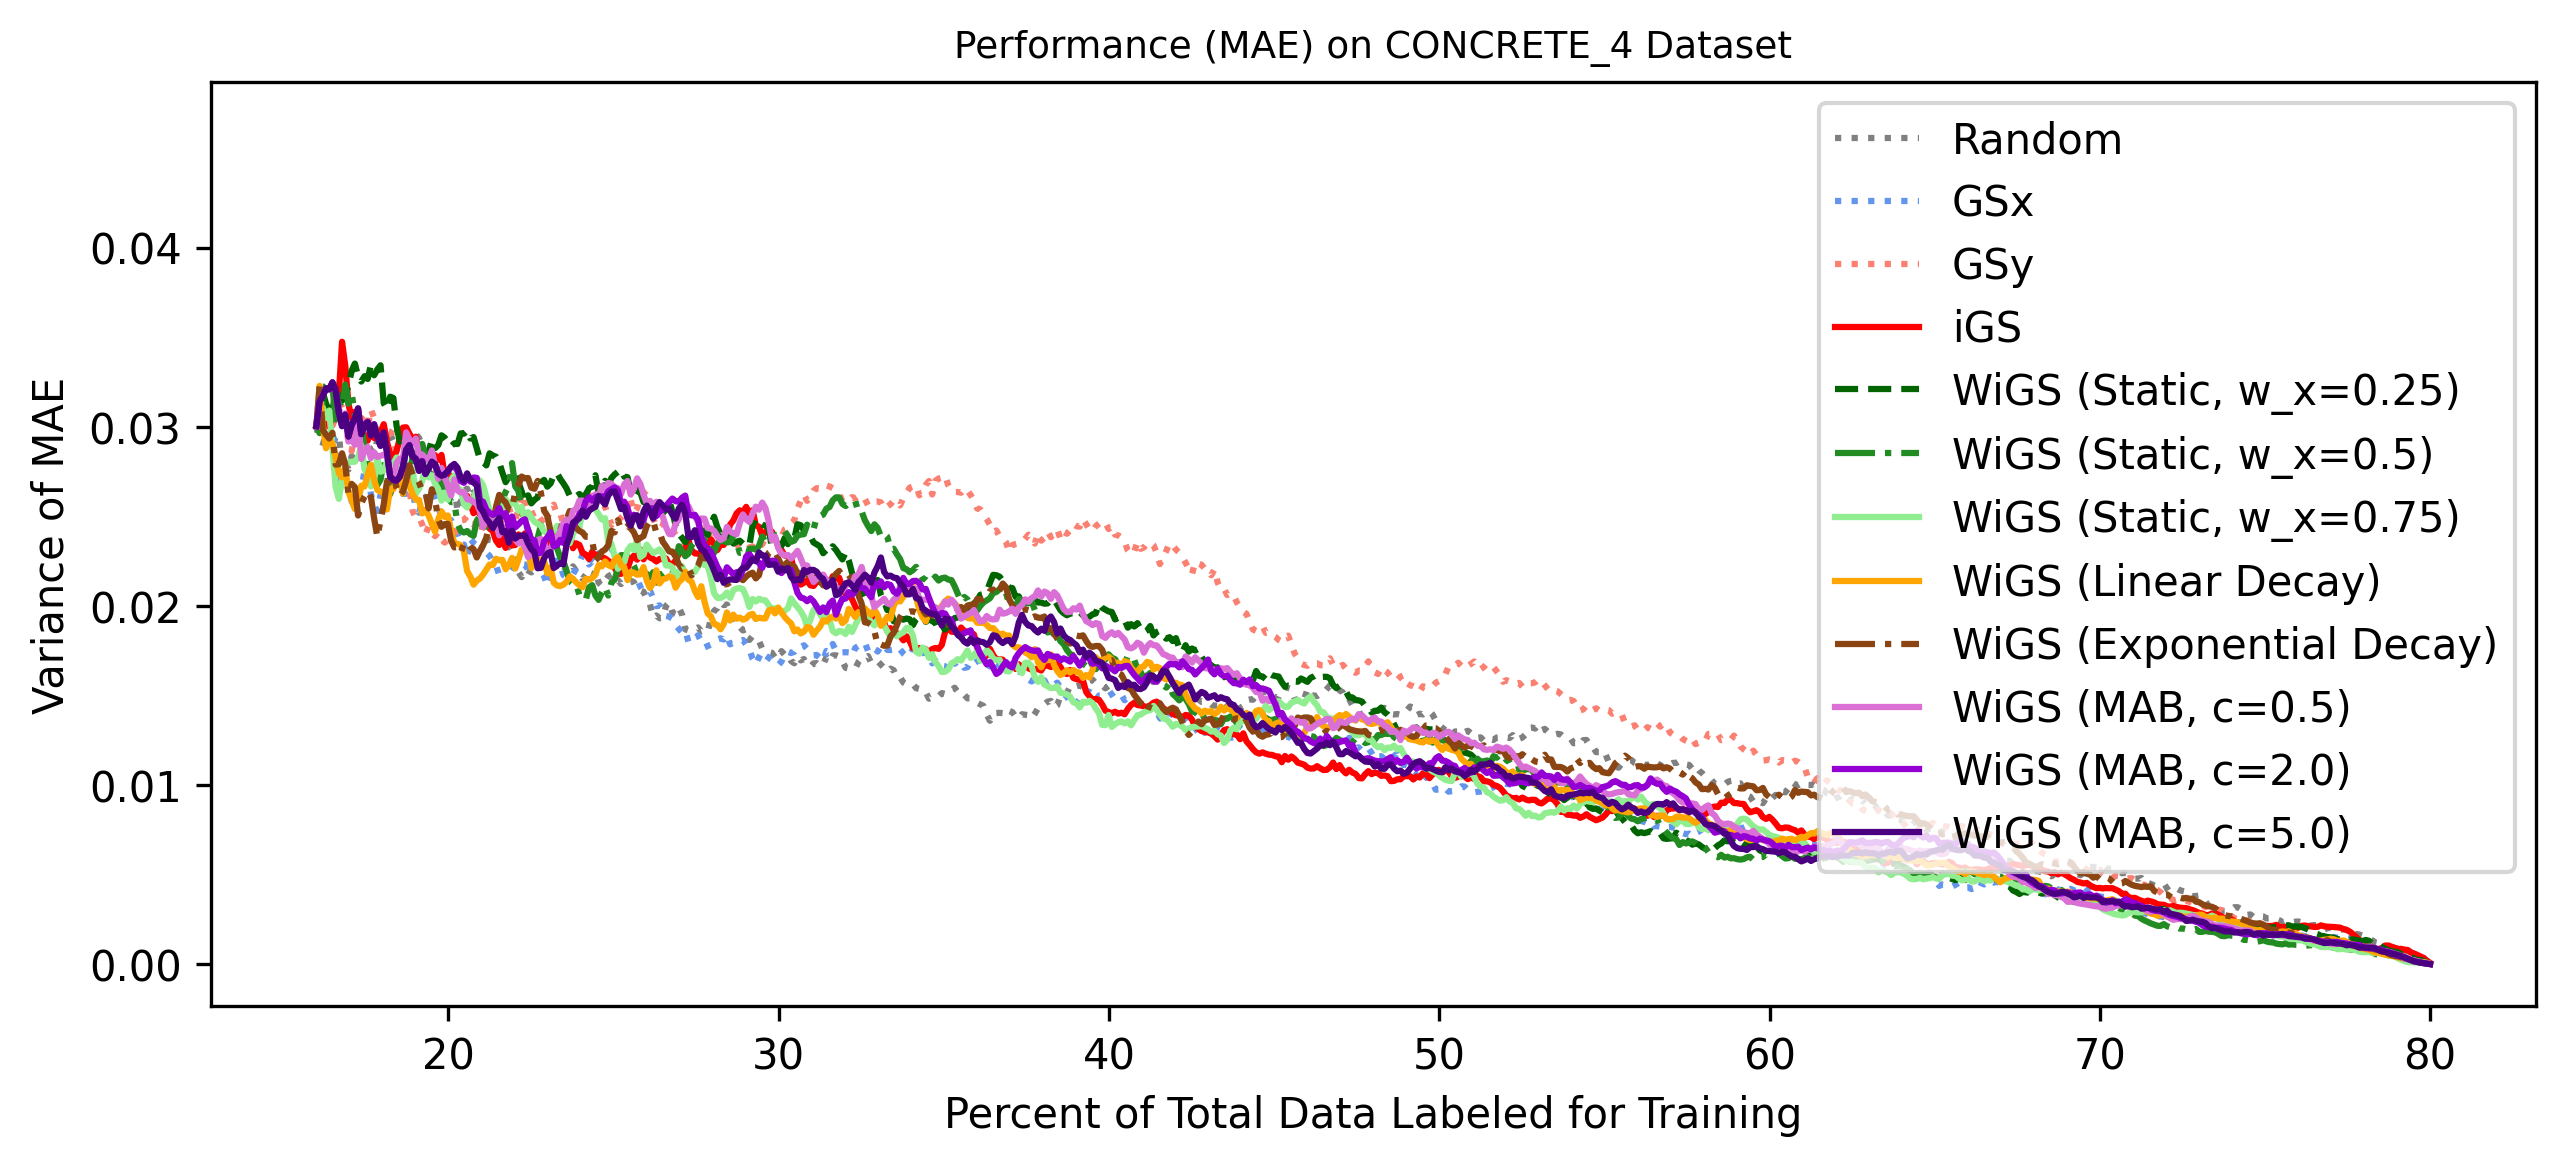 Performance (MAE) on CONCRETE_4 Dataset
Variance of MAE
0.04
0.03
0.02
0.01
0.00
20 30 40 50 60 70 80
Percent of Total Data Labeled for Training
Random
GSx
GSy
iGS
WiGS (Static, w_x=0.25)
WiGS (Static, w_x=0.5)
WiGS (Static, w_x=0.75)
WiGS (Linear Decay)
WiGS (Exponential Decay)
WiGS (MAB, c=0.5)
WiGS (MAB, c=2.0)
WiGS (MAB, c=5.0)